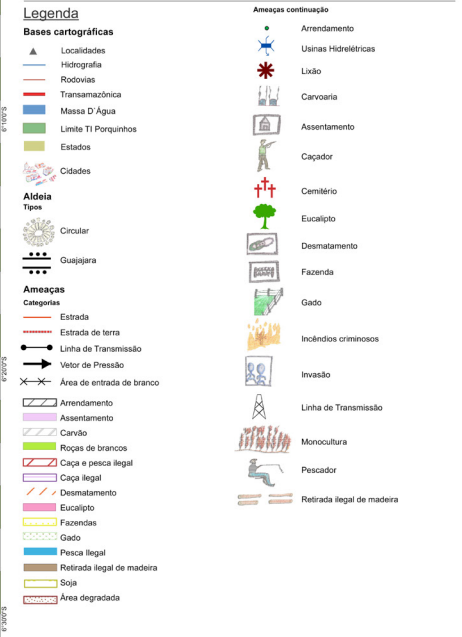 Legenda
Bases cartográficas
Localidades
Hidrografia
Rodovias
Transamazônica
Massa D´Água
Limite TI Porquinhos
Estados
Cidades
Aldeia
Tipos
Circular
Guajajara
Ameaças
Categorias
Estrada
Estrada de terra
Linha de Transmissão
Vetor de Pressão
Área de entrada de branco
Arrendamento
Assentamento
Carvão
Roças de brancos
Caça e pesca ilegal
Caça ilegal
Desmatamento
Eucalipto
Fazendas
Gado
Pesca Ilegal
Retirada ilegal de madeira
Soja
Área degradada
Ameaças continuação
Arrendamento
Usinas Hidrelétricas
Lixão
Carvoaria
Assentamento
Caçador
Cemitério
Eucalipto
Desmatamento
Fazenda
Gado
Incêndios criminosos
Invasão
Linha de Transmissão
Monocultura
Pescador
Retirada ilegal de madeira
6°10'0"S
6°20'0"S
6°30'0"S